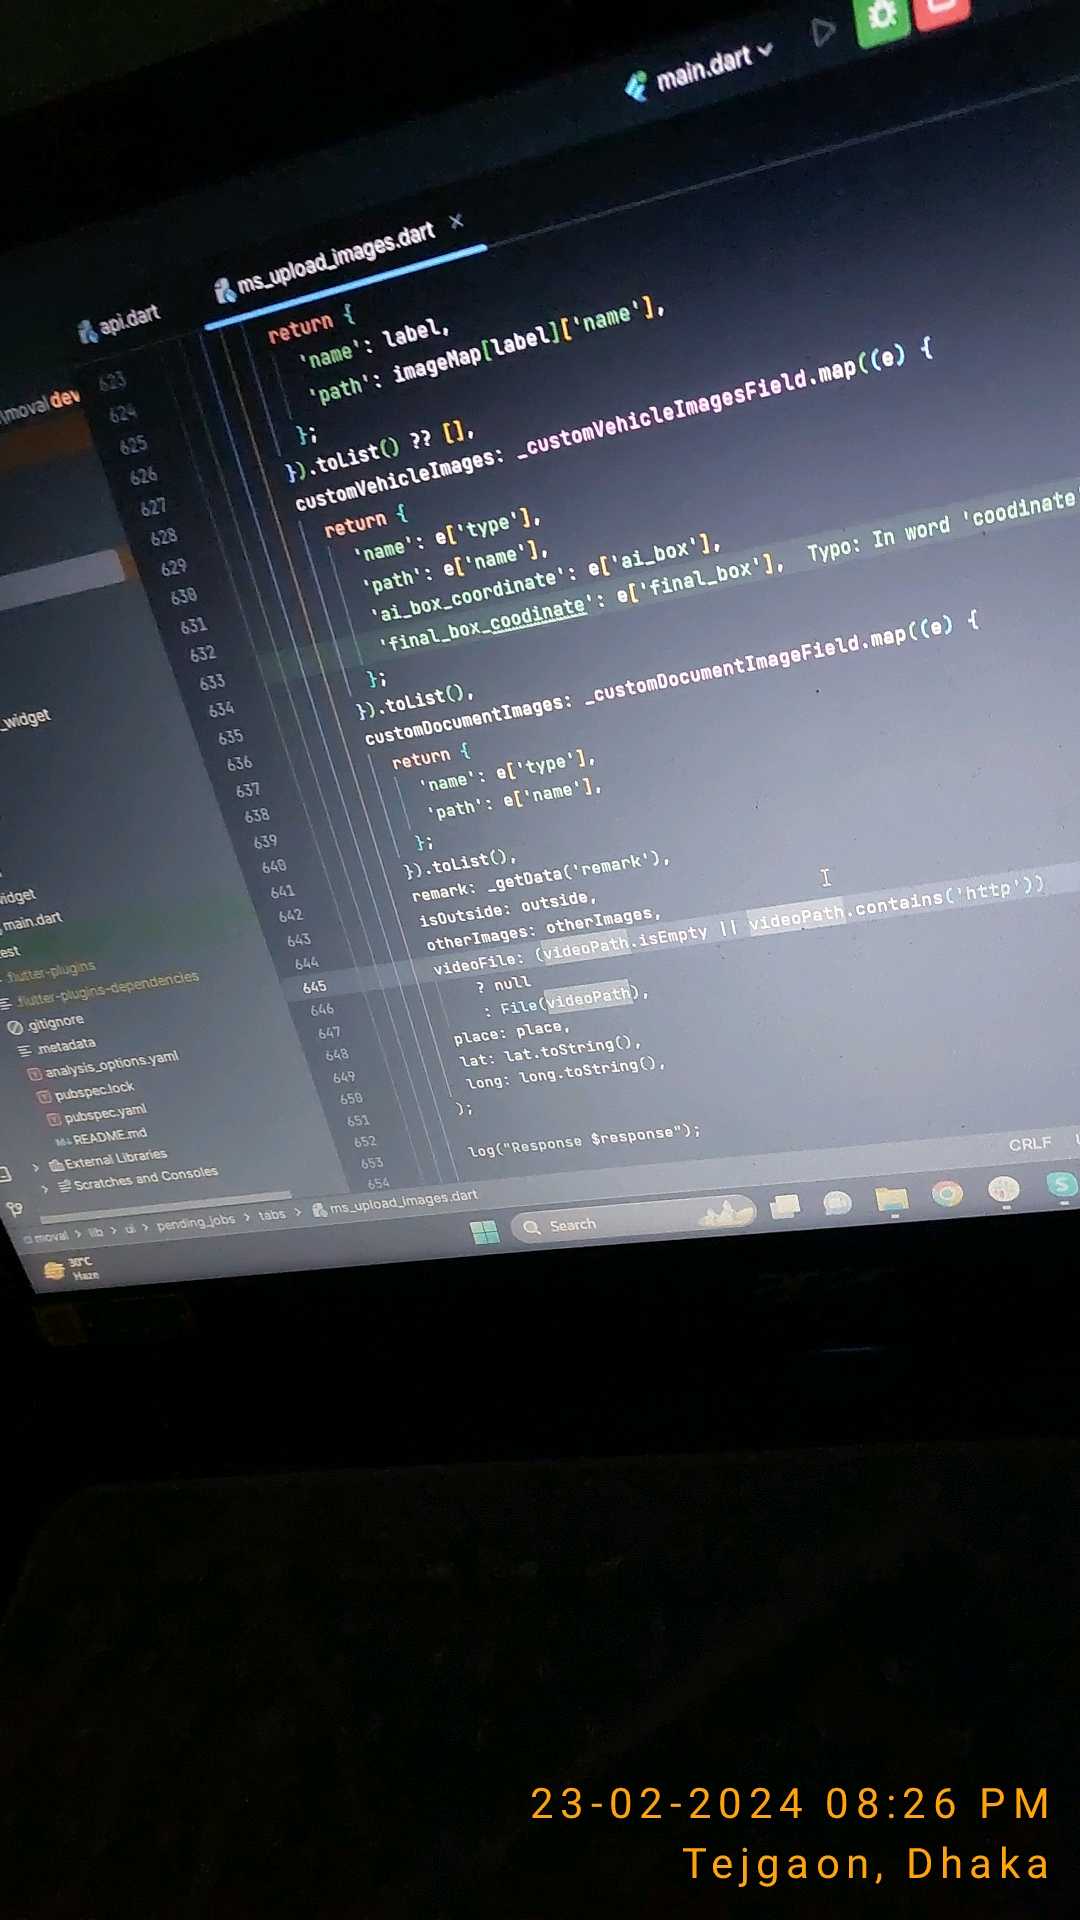 main.dart
api.dart
ms_upload_images.dart
moval dev
623
624
625
626
627
628
629
630
631
632
633
634
635
636
637
638
639
640
641
642
643
644
645
646
647
648
649
650
651
652
653
654
return {
'name': label,
'path': imageMap[label]['name'],
};
}).toList() ?? [],
customVehicleImages: _customVehicleImagesField.map((e) {
return {
'name': e['type'],
'path': e['name'],
'ai_box_coordinate': e['ai_box'],
'final_box_coodinate': e['final_box'], Typo: In word 'coodinate'
};
}).toList(),
customDocumentImages: _customDocumentImageField.map((e) {
return {
'name': e['type'],
'path': e['name'],
};
}).toList(),
remark: _getData('remark'),
isOutside: outside,
otherImages: otherImages,
videoFile: (videoPath.isEmpty || videoPath.contains('http'))
? null
: File(videoPath),
place: place,
lat: lat.toString(),
long: long.toString(),
);
log("Response $response");
_widget
main.dart
.flutter-plugins
.flutter-plugins-dependencies
.gitignore
.metadata
analysis_options.yaml
pubspec.lock
pubspec.yaml
README.md
External Libraries
Scratches and Consoles
moval > lib > ui > pending_jobs > tabs > ms_upload_images.dart
CRLF
30°C
Haze
Search
23-02-2024 08:26 PM
Tejgaon, Dhaka